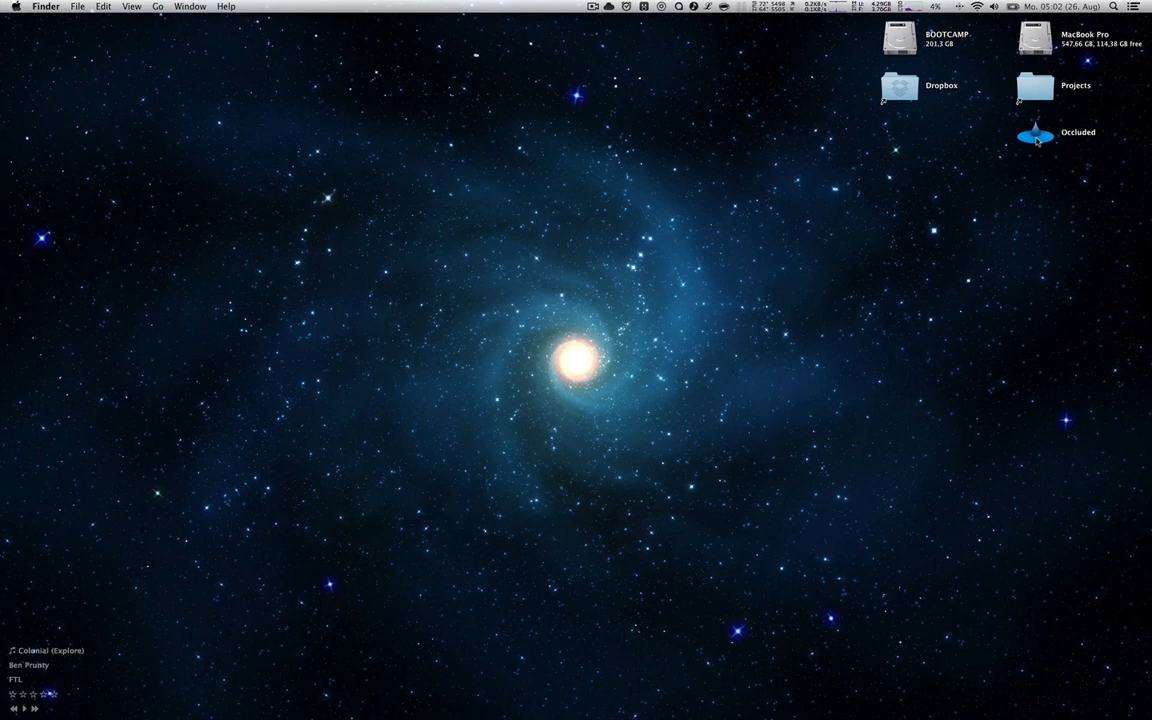 Finder File Edit View Go Window Help
4% Mo. 05:02 (26. Aug)
BOOTCAMP
201,3 GB
MacBook Pro
547,66 GB, 114,38 GB free
Dropbox
Projects
Occluded
Colonial (Explore)
Ben Prunty
FTL